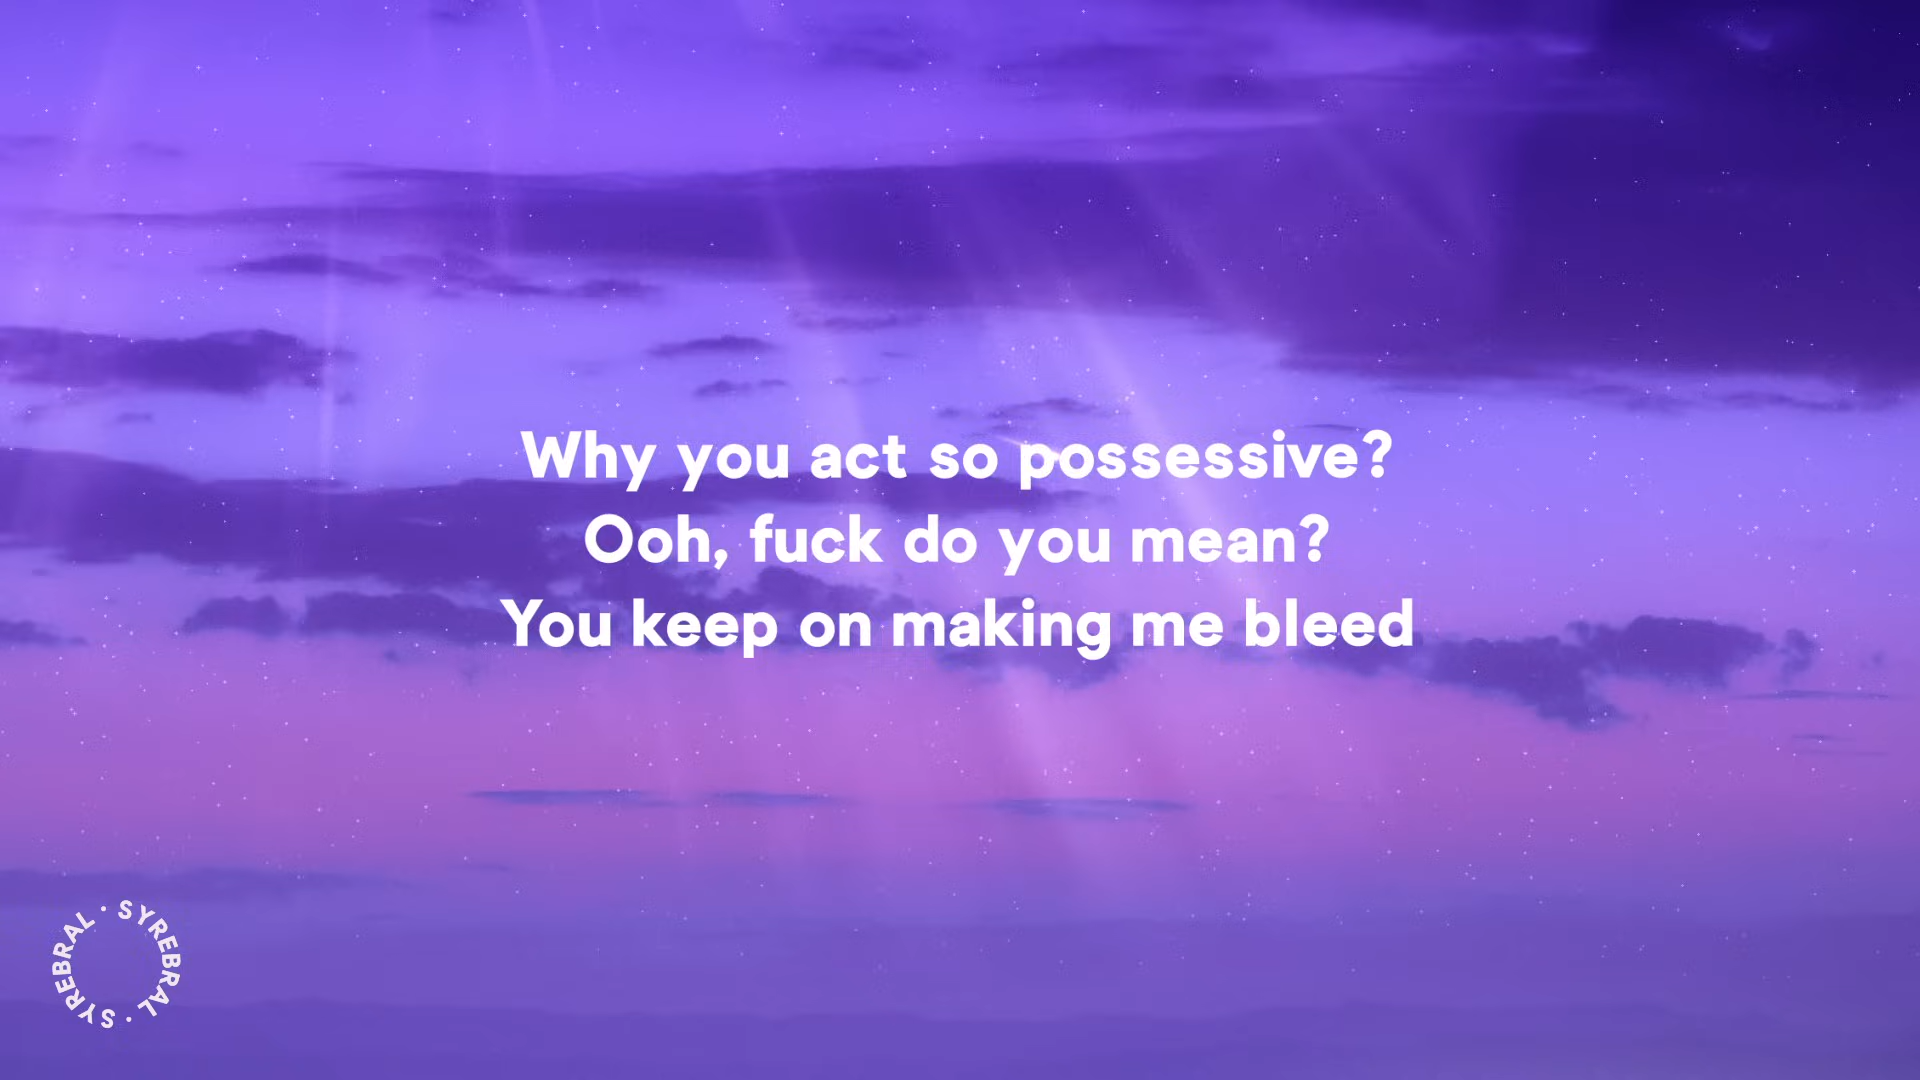 Why you act so possessive?
Ooh, fuck do you mean?
You keep on making me bleed
SYREBRAL · SYREBRAL ·